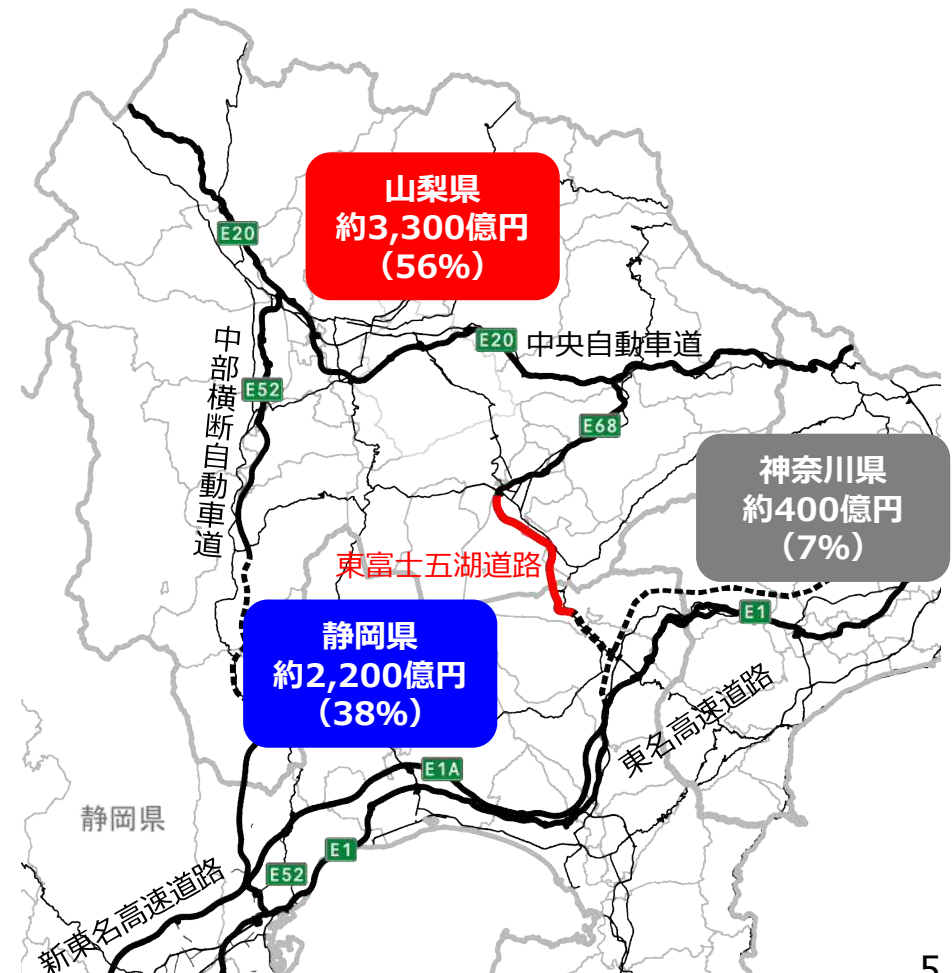 山梨県
約3,300億円
（56%）
E20
E20
中央自動車道
中部横断自動車道
E52
E68
神奈川県
約400億円
（7%）
東富士五湖道路
E1
静岡県
約2,200億円
（38%）
東名高速道路
E1A
静岡県
E1
E52
新東名高速道路
5